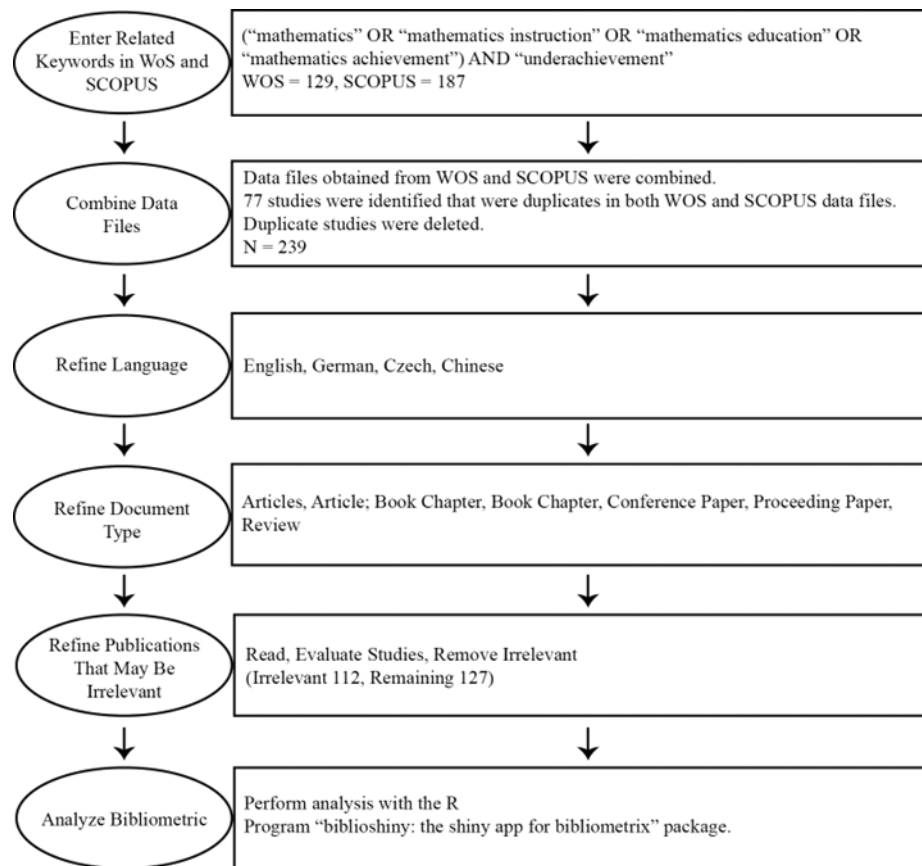 Enter Related
Keywords in WoS and
SCOPUS
(“mathematics” OR “mathematics instruction” OR “mathematics education” OR
“mathematics achievement”) AND “underachievement”
WOS = 129, SCOPUS = 187
Combine Data
Files
Data files obtained from WOS and SCOPUS were combined.
77 studies were identified that were duplicates in both WOS and SCOPUS data files.
Duplicate studies were deleted.
N = 239
Refine Language
English, German, Czech, Chinese
Refine Document
Type
Articles, Article; Book Chapter, Book Chapter, Conference Paper, Proceeding Paper,
Review
Refine Publications
That May Be
Irrelevant
Read, Evaluate Studies, Remove Irrelevant
(Irrelevant 112, Remaining 127)
Analyze Bibliometric
Perform analysis with the R
Program “biblioshiny: the shiny app for bibliometrix” package.